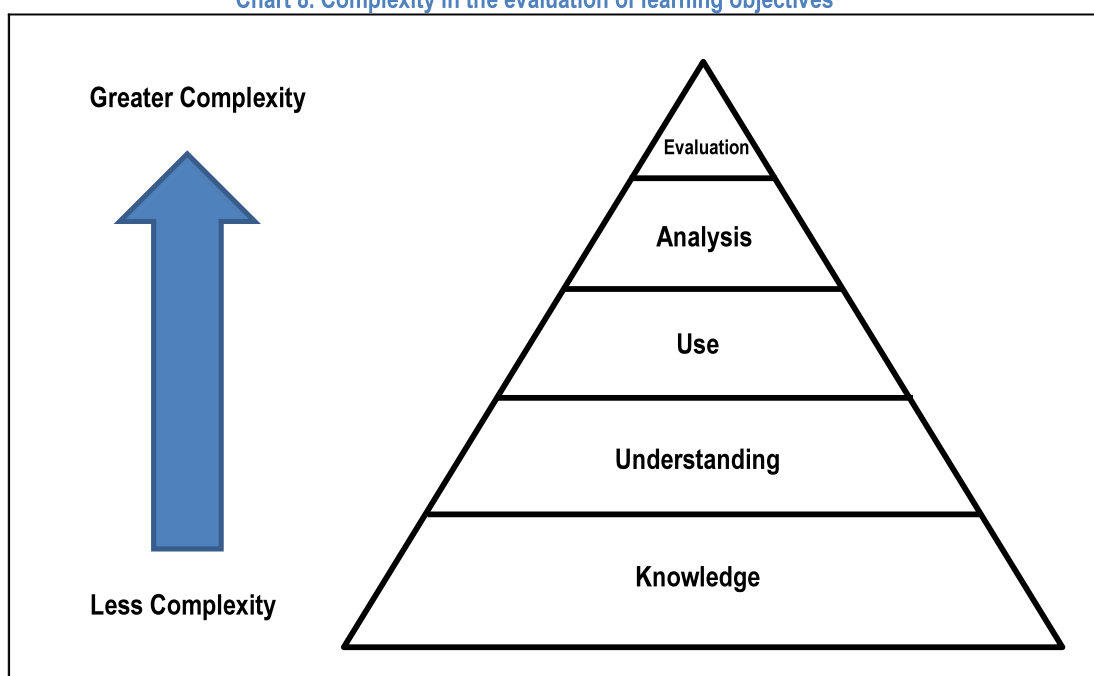 Chart 8. Complexity in the evaluation of learning objectives
Greater Complexity
Evaluation
Analysis
Use
Understanding
Knowledge
Less Complexity